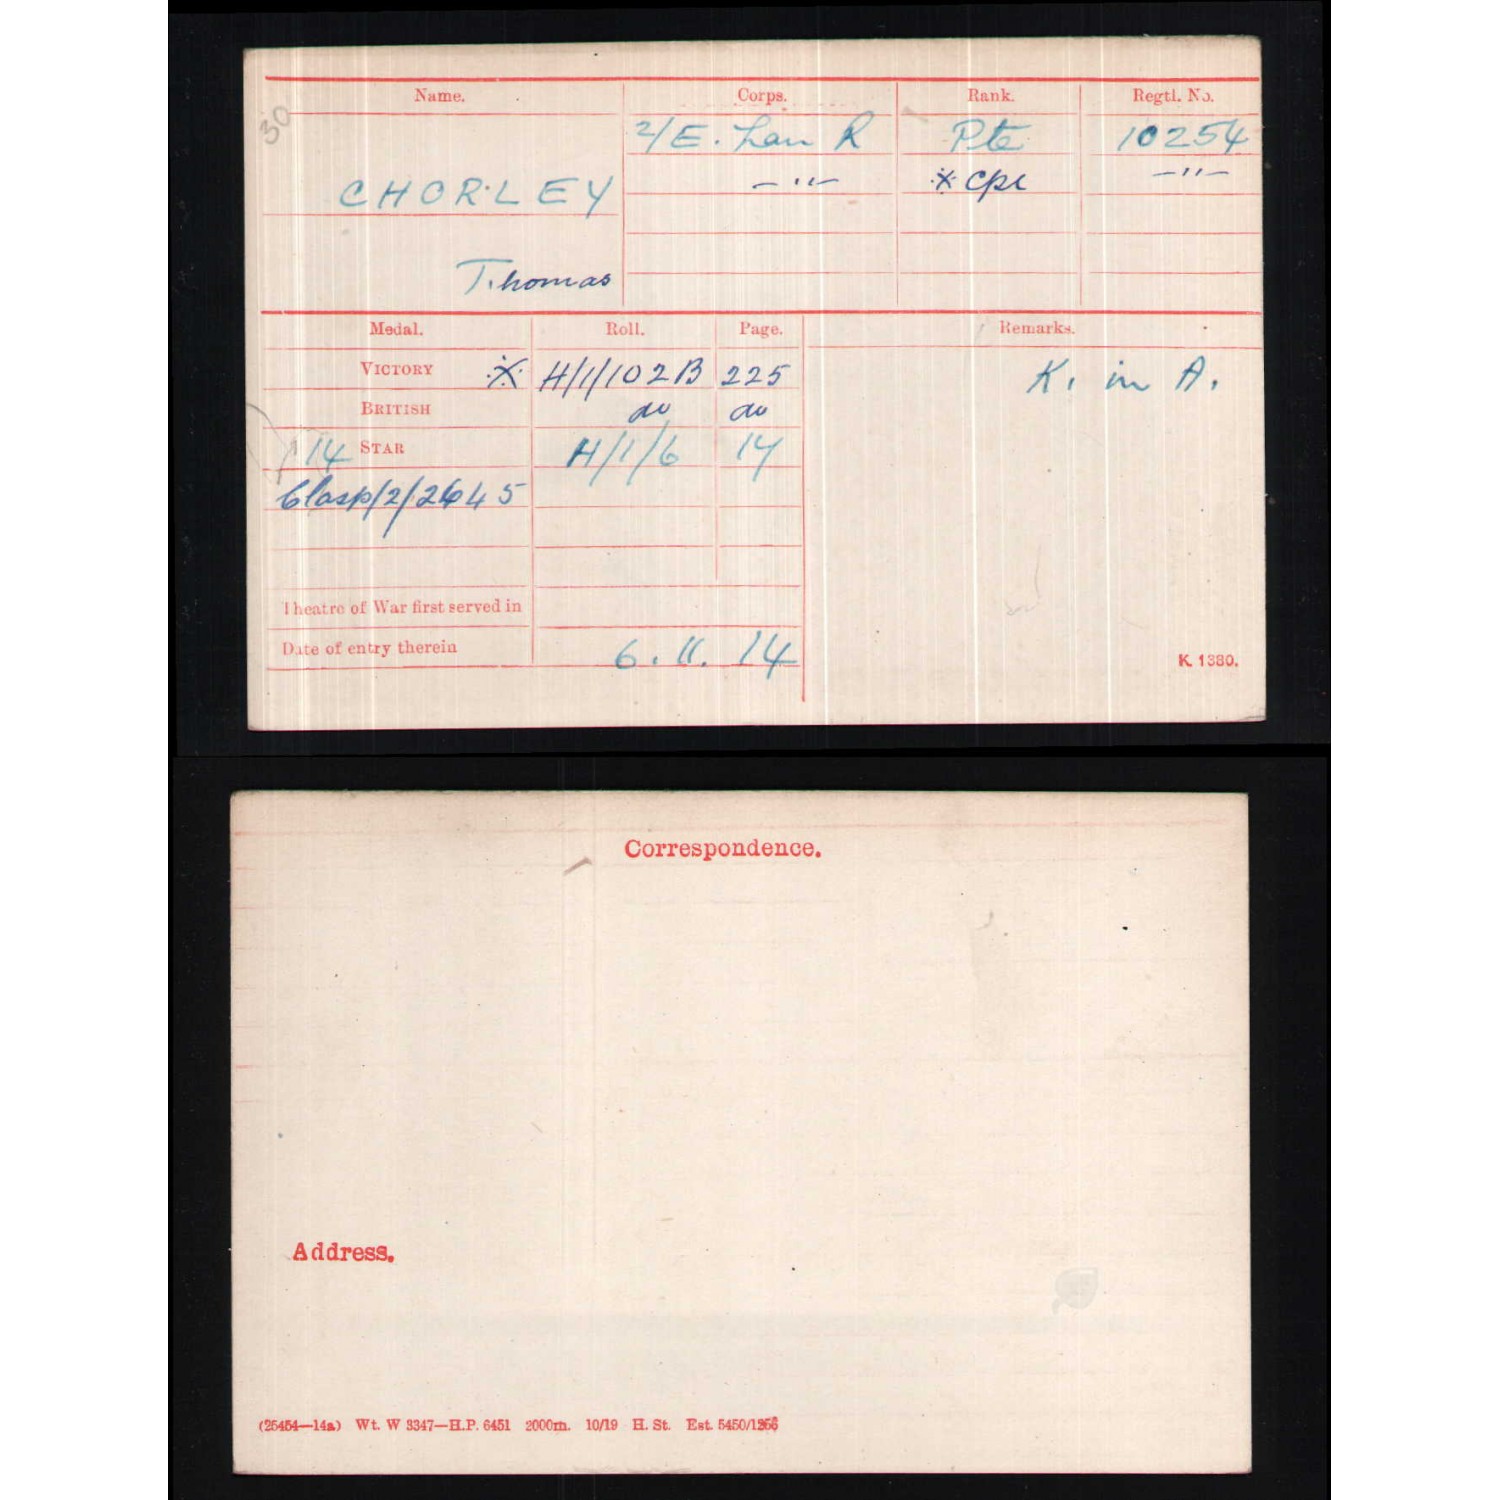 30
Name. Corps. Rank. Regtl. No.
2/E. Lan R Pte 10254
CHORLEY —"— ※ Cpl —"—
Thomas
Medal. Roll. Page. Remarks.
VICTORY ※ H/1/102B 225 K. in A.
BRITISH do do
14 STAR H/1/6 14
Clasp/2/2645
Theatre of War first served in
Date of entry therein 6.11.14
K. 1380.
Correspondence.
Address.
(25454—14a) Wt. W 3347—H.P. 6451 2000m. 10/19 H. St. Est. 5450/1256